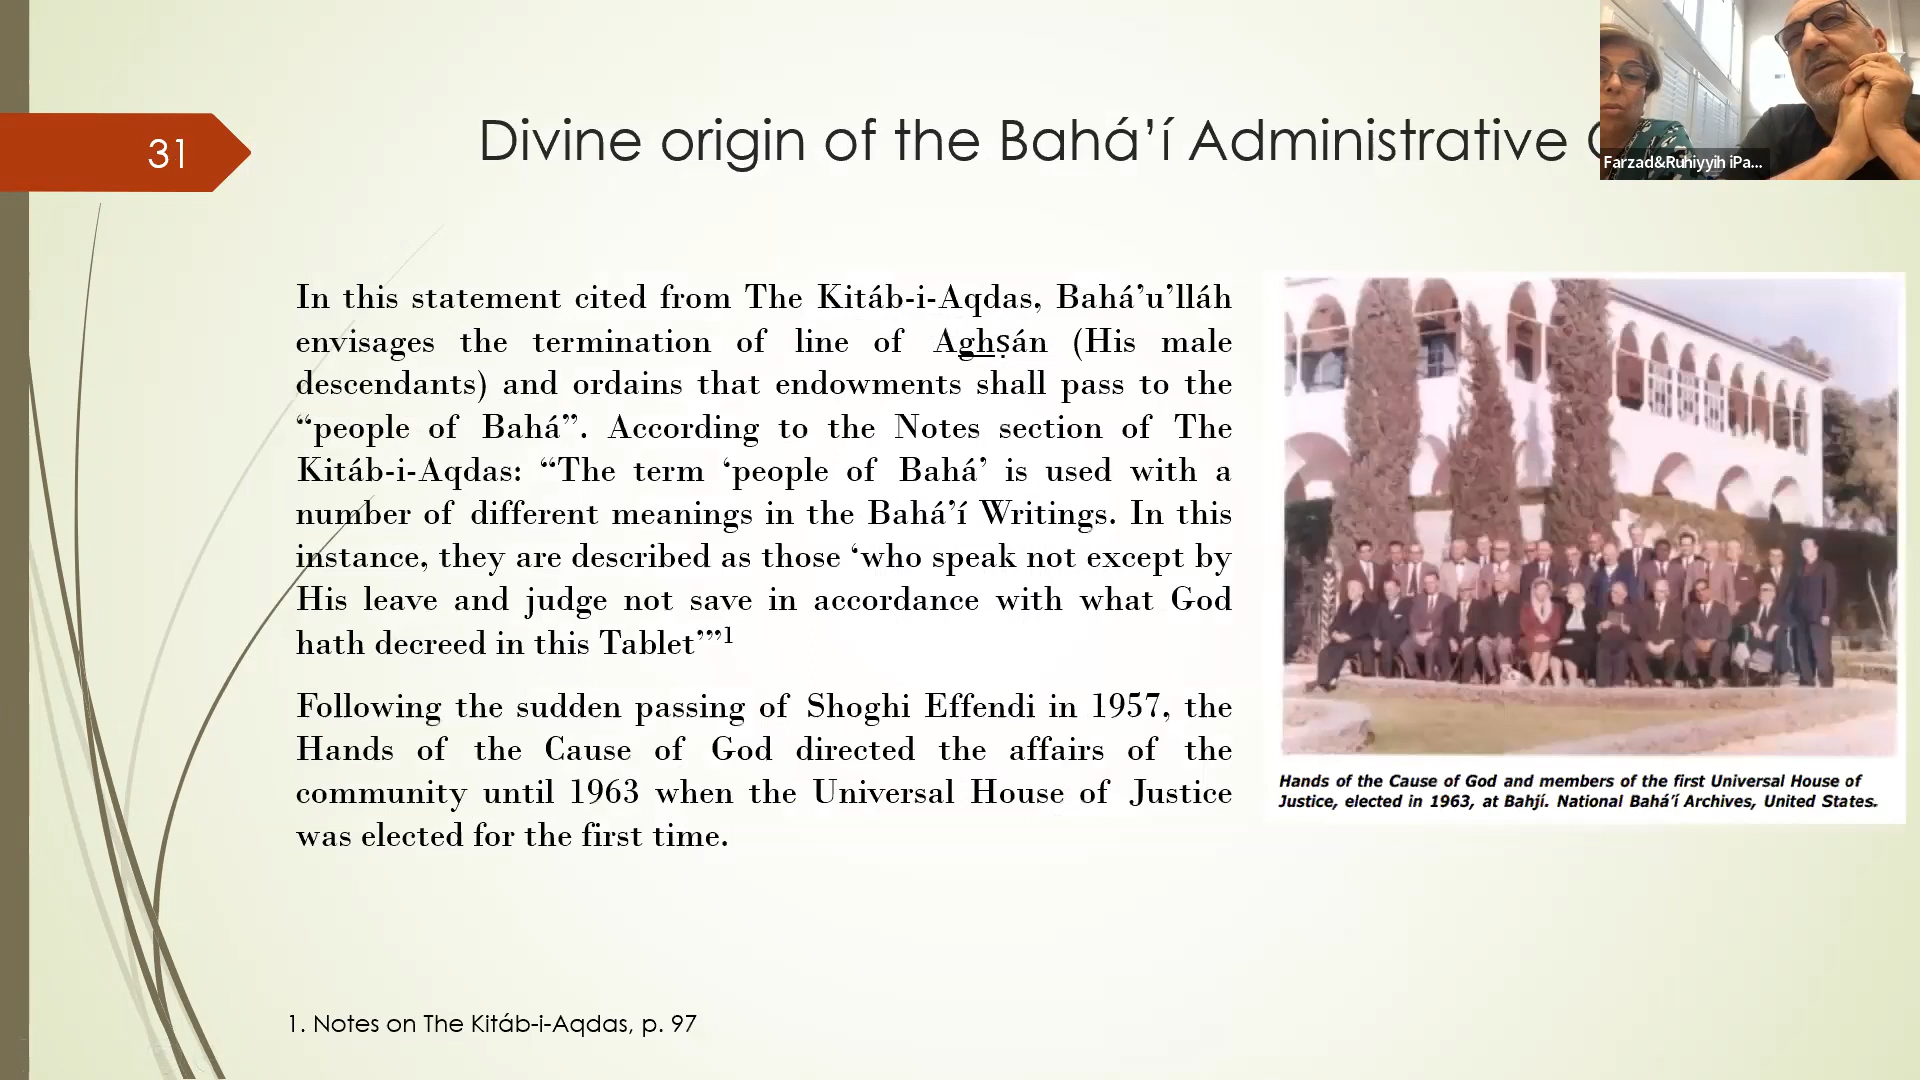 31
Divine origin of the Bahá’í Administrative
Farzad&Ruhiyyih iPa...
In this statement cited from The Kitáb-i-Aqdas, Bahá’u’lláh
envisages the termination of line of Aghṣán (His male
descendants) and ordains that endowments shall pass to the
“people of Bahá”. According to the Notes section of The
Kitáb-i-Aqdas: “The term ‘people of Bahá’ is used with a
number of different meanings in the Bahá’í Writings. In this
instance, they are described as those ‘who speak not except by
His leave and judge not save in accordance with what God
hath decreed in this Tablet’”1
Following the sudden passing of Shoghi Effendi in 1957, the
Hands of the Cause of God directed the affairs of the
community until 1963 when the Universal House of Justice
was elected for the first time.
Hands of the Cause of God and members of the first Universal House of
Justice, elected in 1963, at Bahjí. National Bahá’í Archives, United States.
1. Notes on The Kitáb-i-Aqdas, p. 97